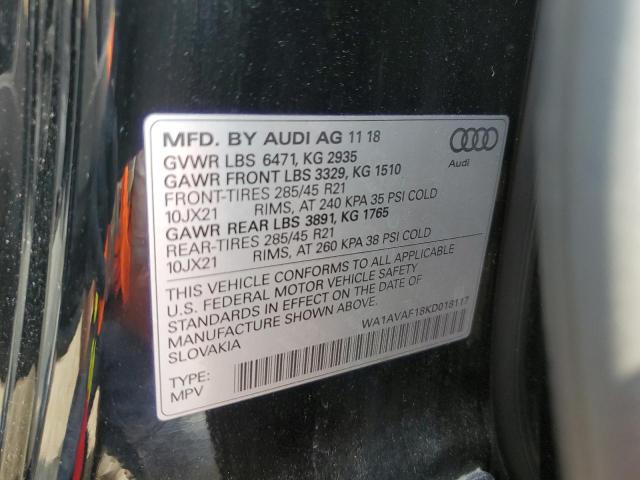 MFD. BY AUDI AG 11 18
GVWR LBS 6471, KG 2935
GAWR FRONT LBS 3329, KG 1510
FRONT-TIRES 285/45 R21
10JX21 RIMS, AT 240 KPA 35 PSI COLD
GAWR REAR LBS 3891, KG 1765
REAR-TIRES 285/45 R21
10JX21 RIMS, AT 260 KPA 38 PSI COLD
THIS VEHICLE CONFORMS TO ALL APPLICABLE
U.S. FEDERAL MOTOR VEHICLE SAFETY
STANDARDS IN EFFECT ON THE DATE OF
MANUFACTURE SHOWN ABOVE.
SLOVAKIA
WA1AVAF18KD018117
TYPE:
MPV
Audi